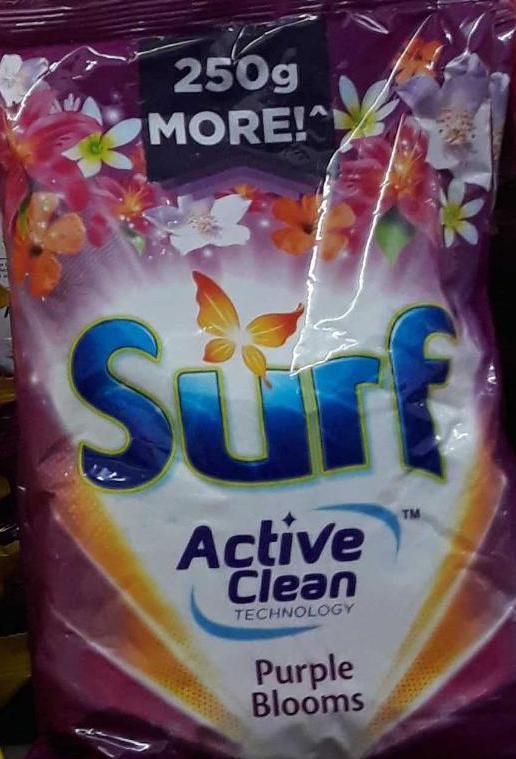 250g
MORE!^
Surf
Active
Clean
TECHNOLOGY
™
Purple
Blooms